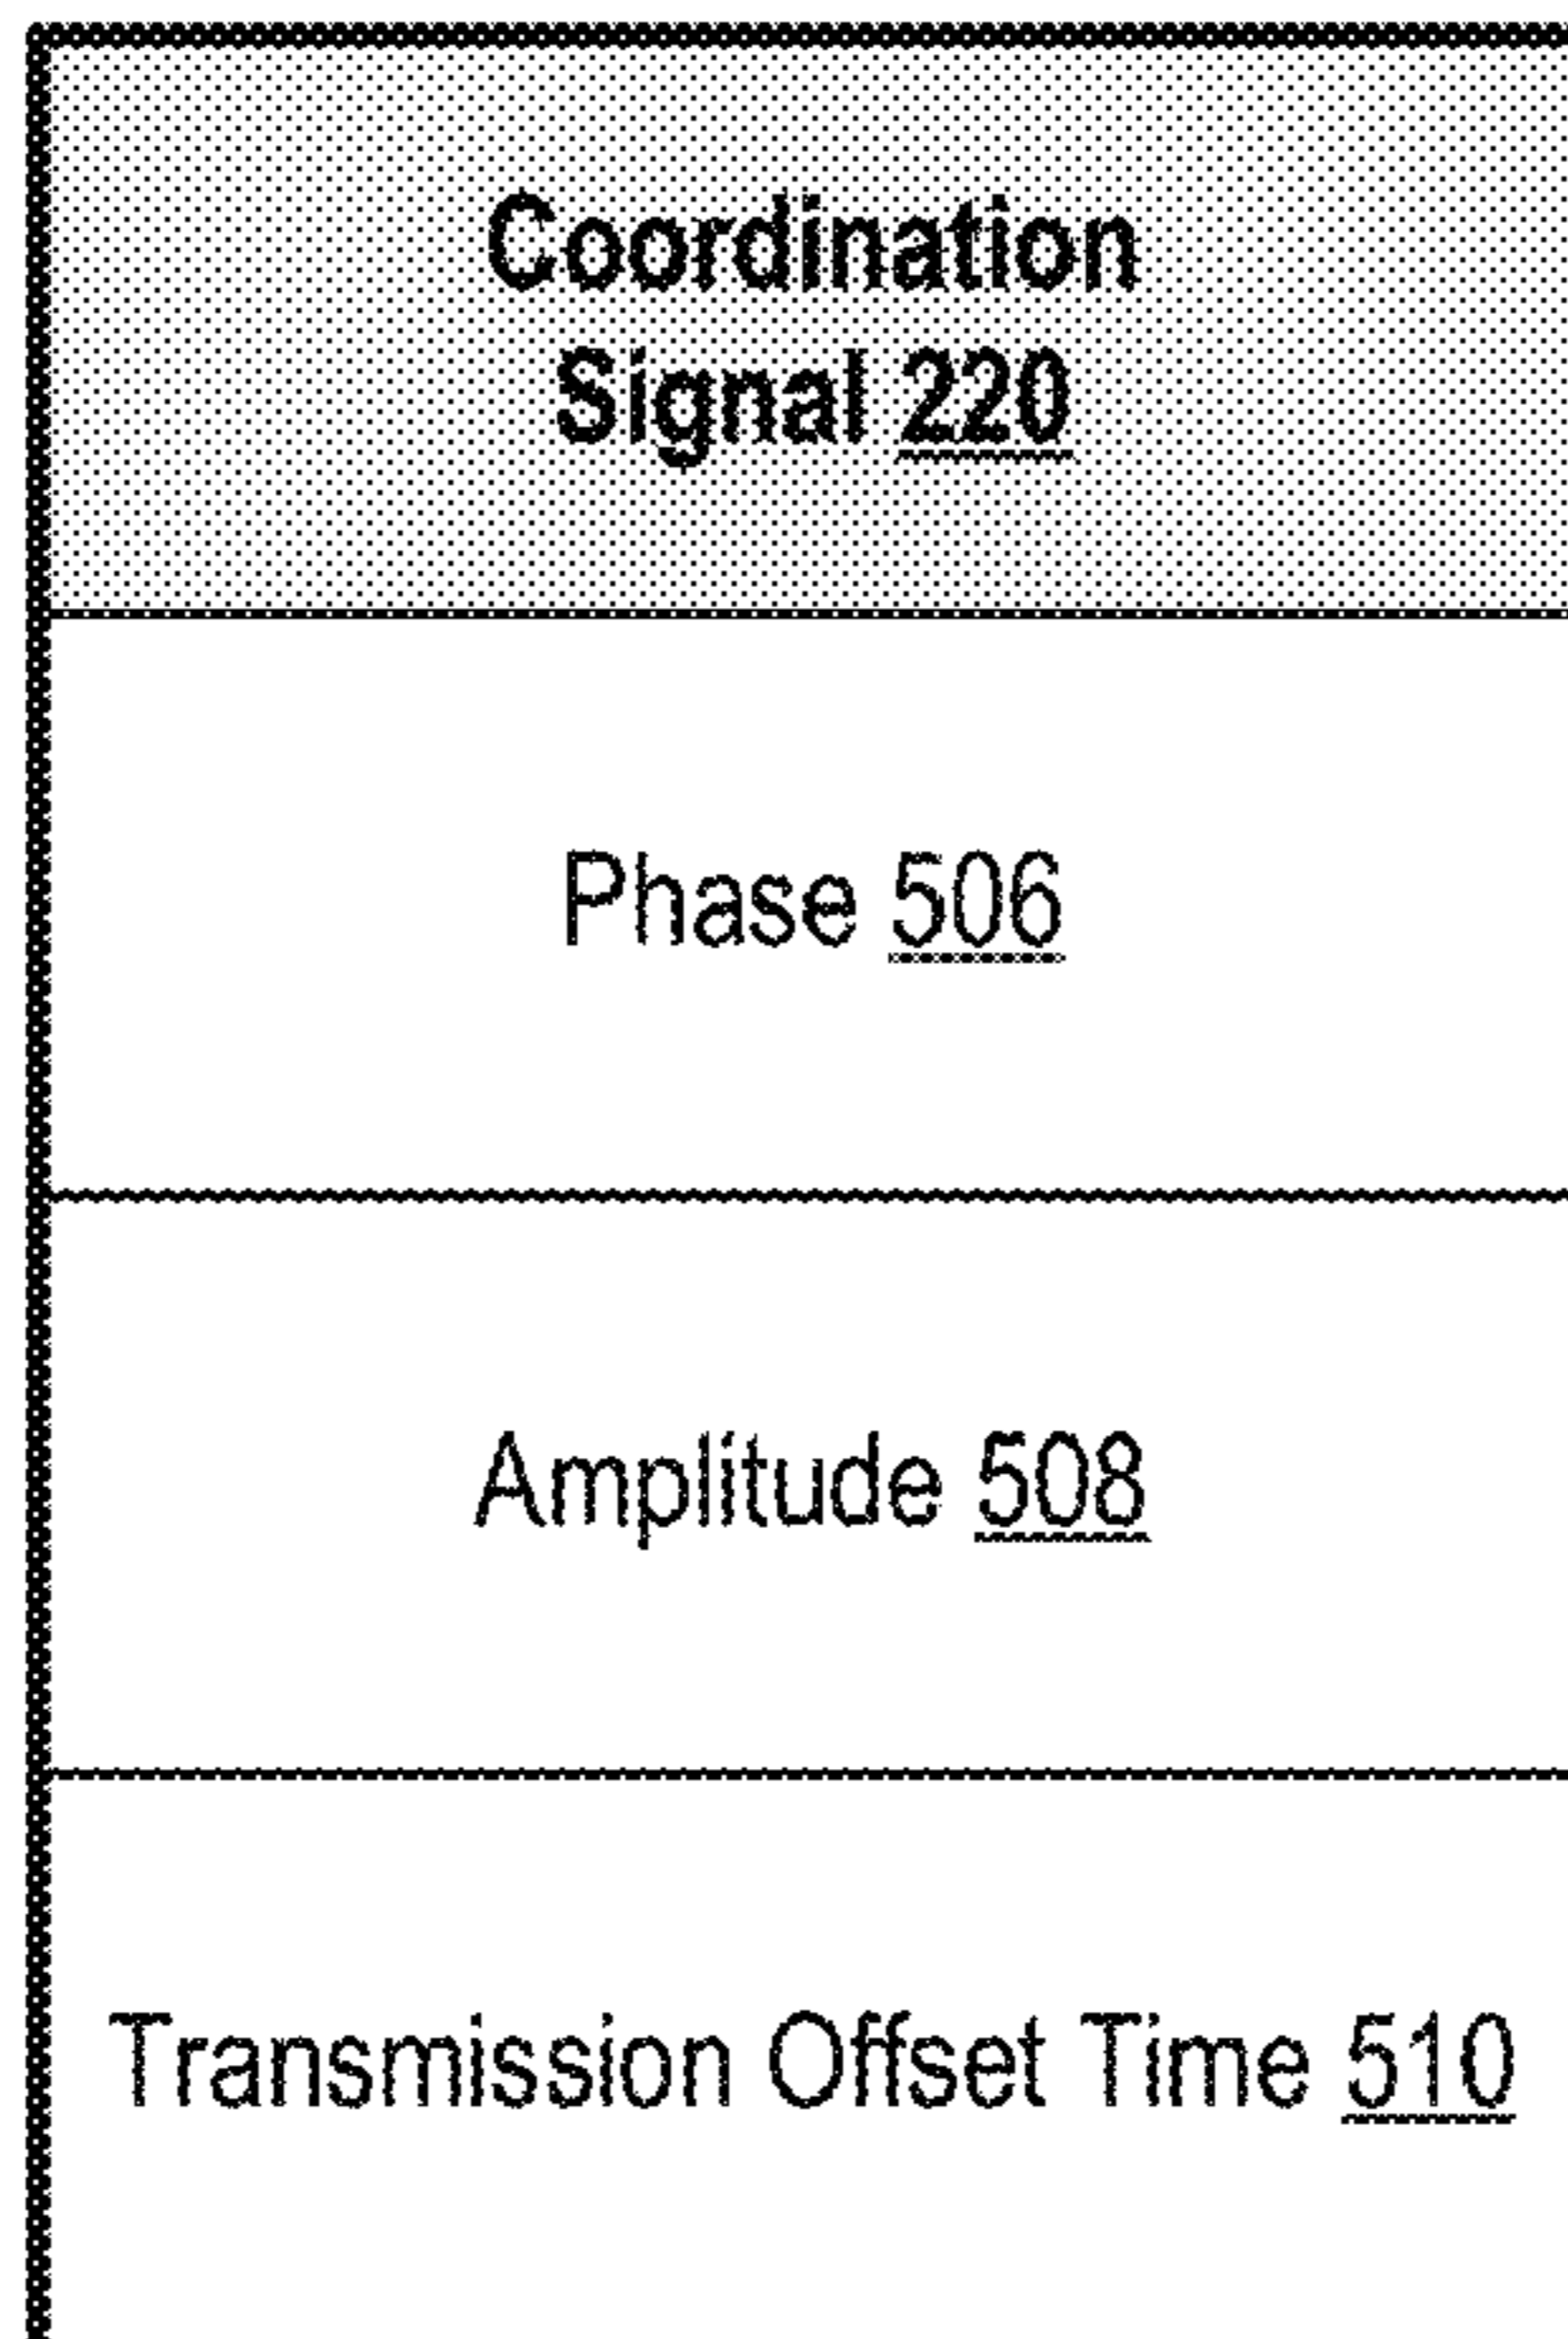 Coordination
Signal 220
Phase 506
Amplitude 508
Transmission Offset Time 510